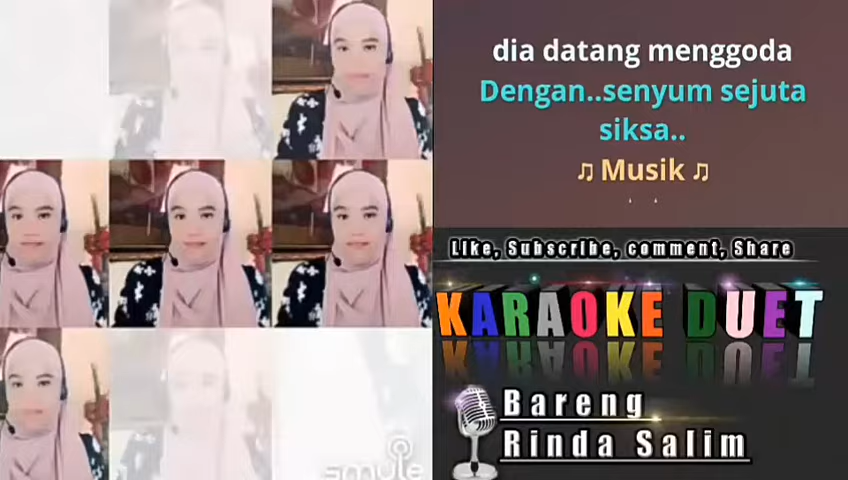 dia datang menggoda
Dengan..senyum sejuta
siksa..
♫ Musik ♫
Like, Subscribe, comment, Share
KARAOKE DUET
Bareng
Rinda Salim
smule